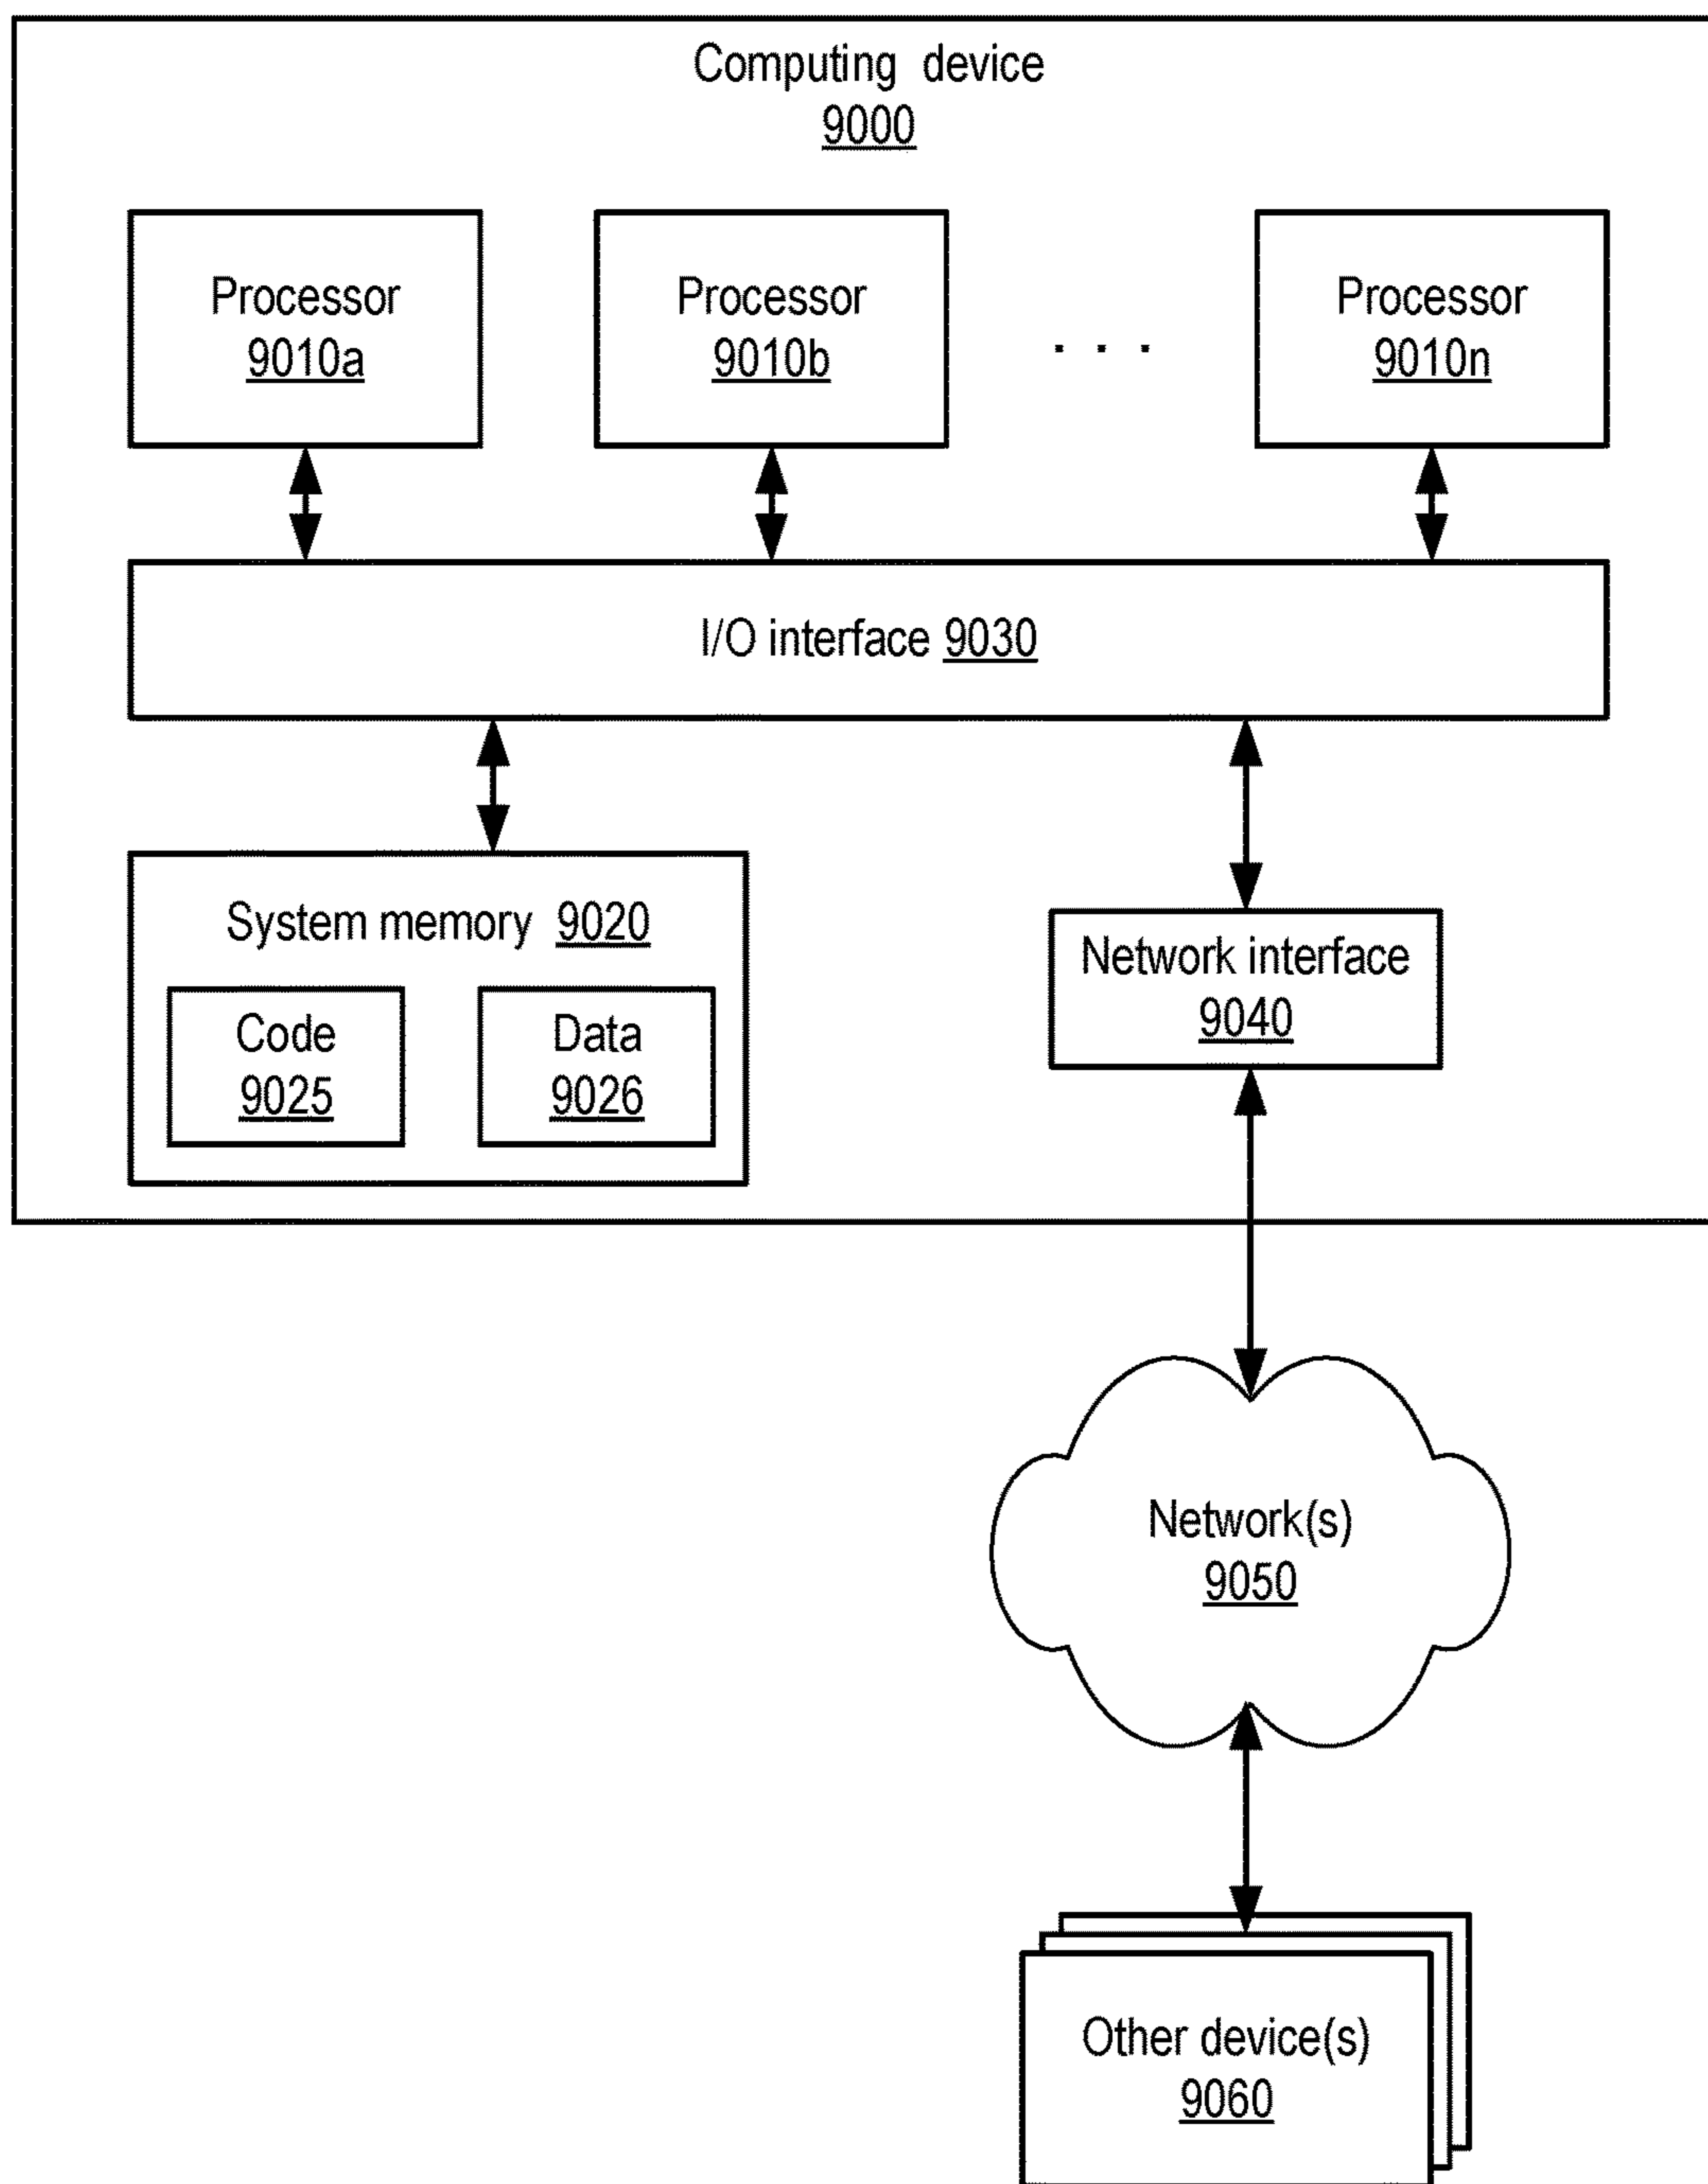 Computing device
9000
Processor
9010a
Processor
9010b
. . .
Processor
9010n
I/O interface 9030
System memory 9020
Code
9025
Data
9026
Network interface
9040
Network(s)
9050
Other device(s)
9060